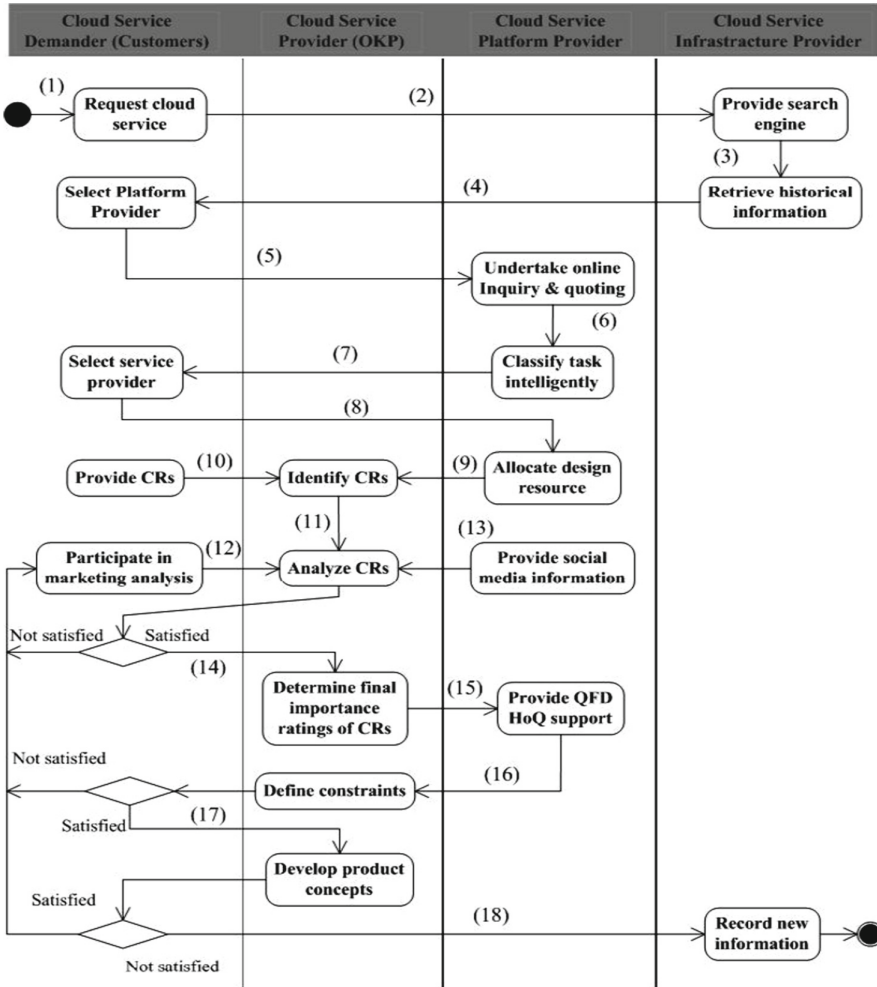 Cloud Service
Demander (Customers)
Cloud Service
Provider (OKP)
Cloud Service
Platform Provider
Cloud Service
Infrastracture Provider
(1)
Request cloud
service
(2)
Provide search
engine
(3)
Select Platform
Provider
(4)
Retrieve historical
information
(5)
Undertake online
Inquiry & quoting
(6)
Select service
provider
(7)
Classify task
intelligently
(8)
Provide CRs
(10)
Identify CRs
(9)
Allocate design
resource
(11)
(13)
Participate in
marketing analysis
(12)
Analyze CRs
Provide social
media information
Not satisfied
Satisfied
(14)
Determine final
importance
ratings of CRs
(15)
Provide QFD
HoQ support
Not satisfied
(16)
Define constraints
(17)
Satisfied
Develop product
concepts
Satisfied
(18)
Record new
information
Not satisfied